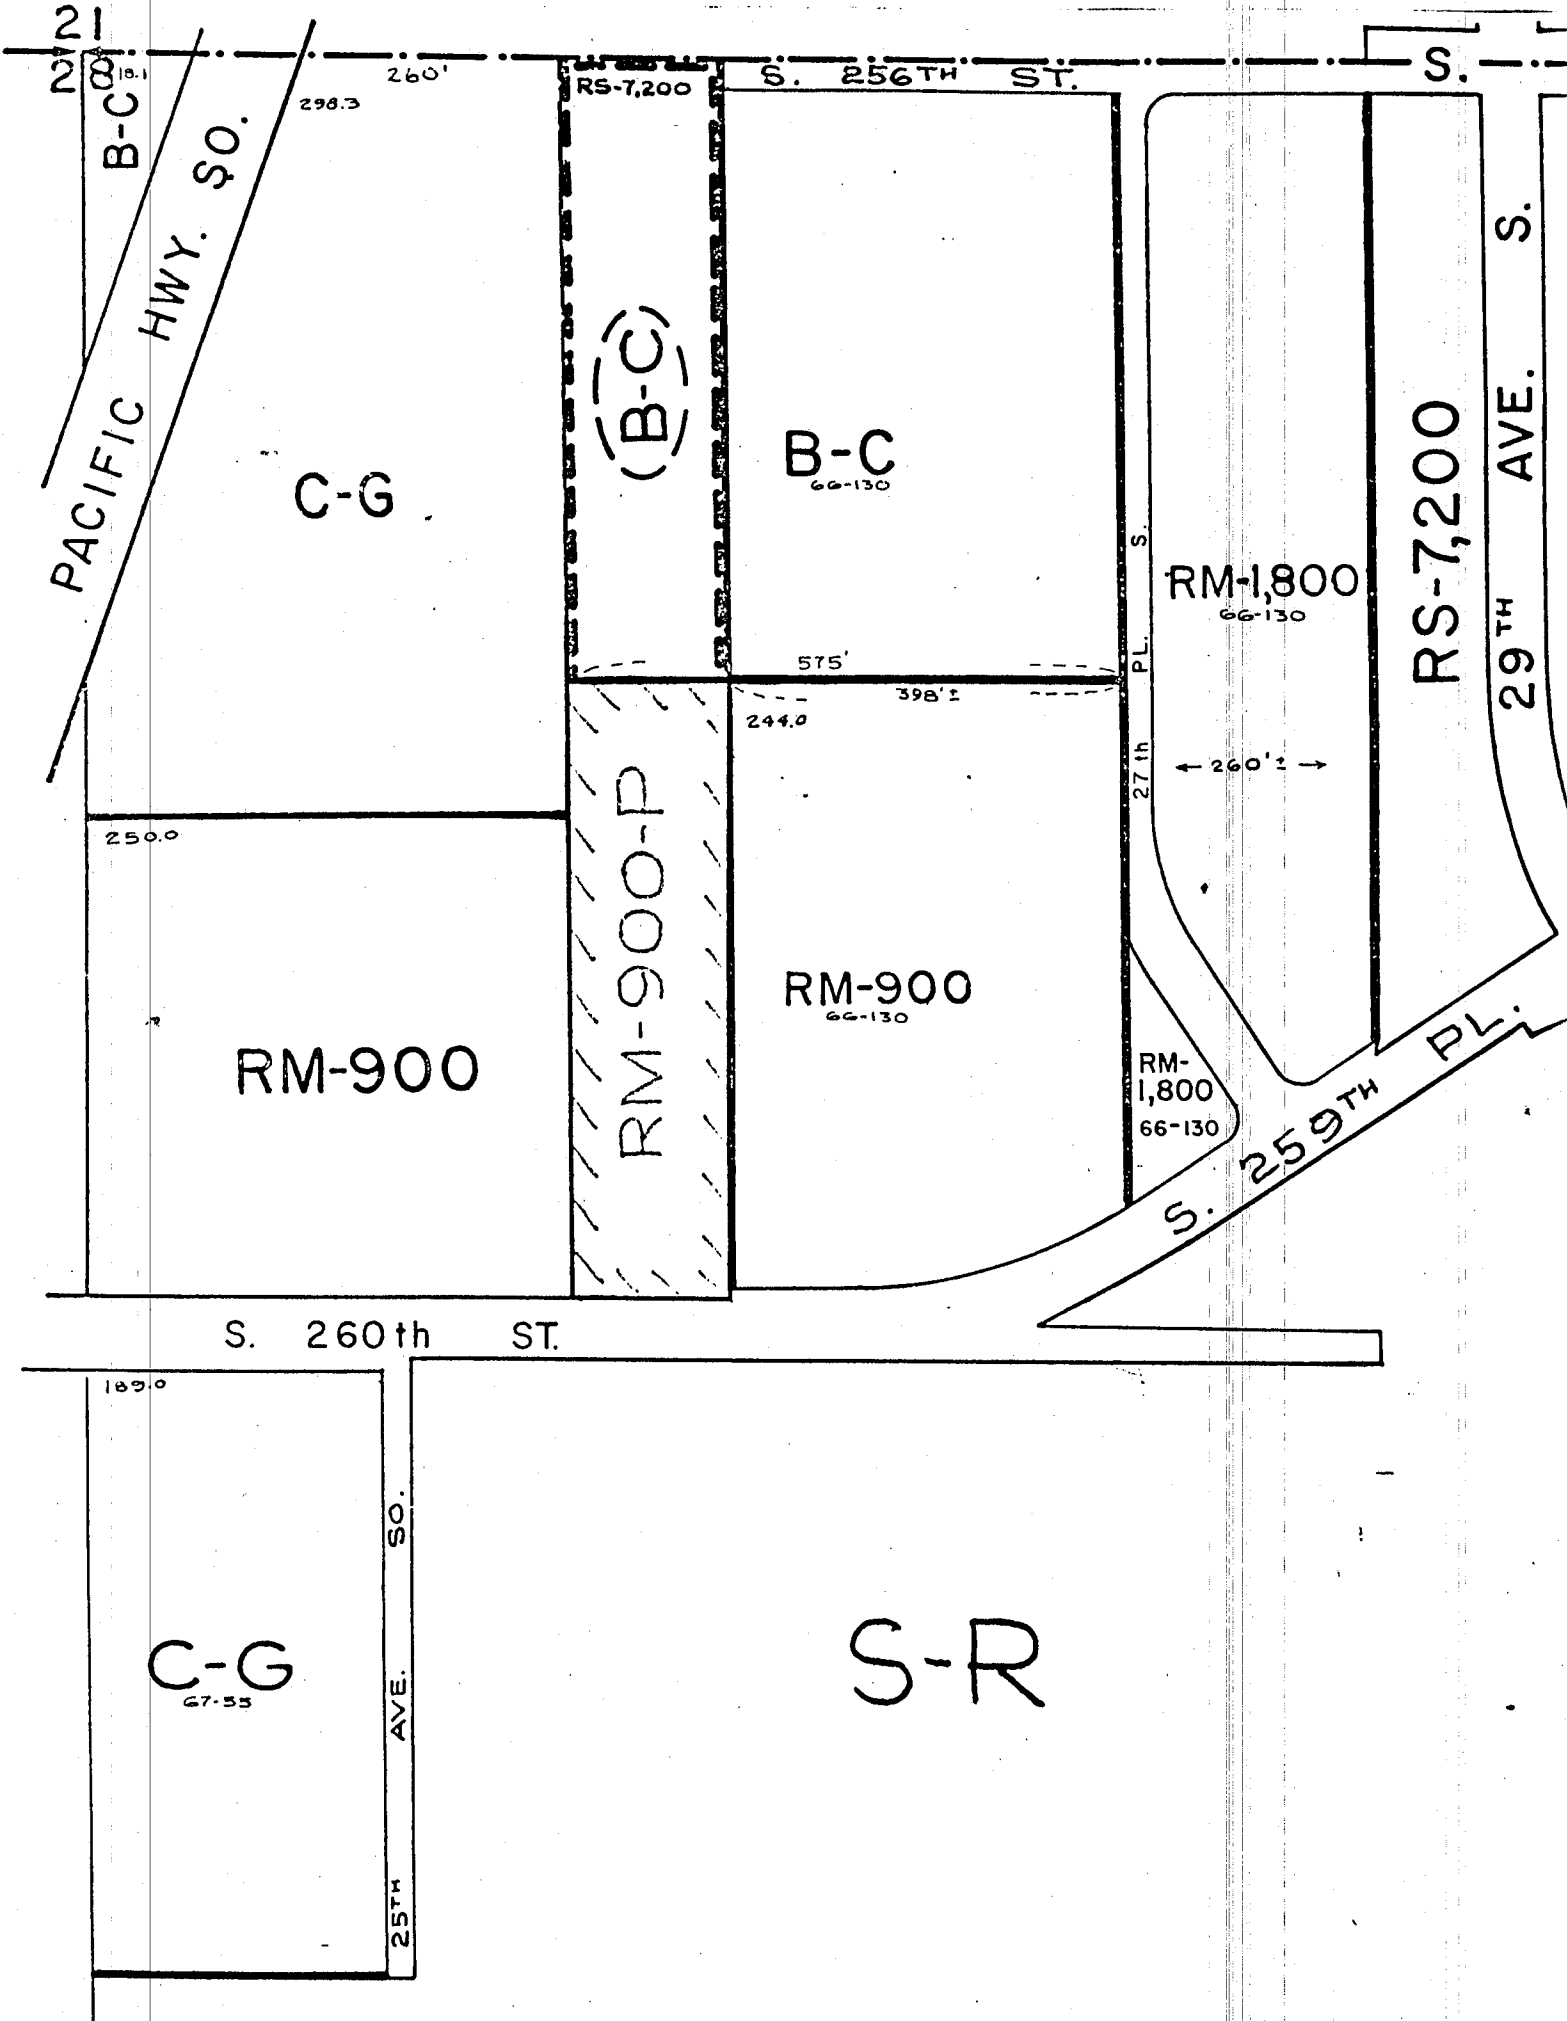 21
28
18.1
B-C
260'
298.3
RS-7,200
S. 256TH ST.
S.
PACIFIC HWY. SO.
C-G
(B-C)
B-C
66-130
27th PL. S.
RM-1,800
66-130
RS-7,200
29TH AVE. S.
575'
398'±
244.0
← 260'± →
250.0
RM-900-P
RM-900
RM-900
66-130
RM-
1,800
66-130
S. 259TH PL.
S. 260th ST.
189.0
25TH AVE. SO.
C-G
67-55
S-R